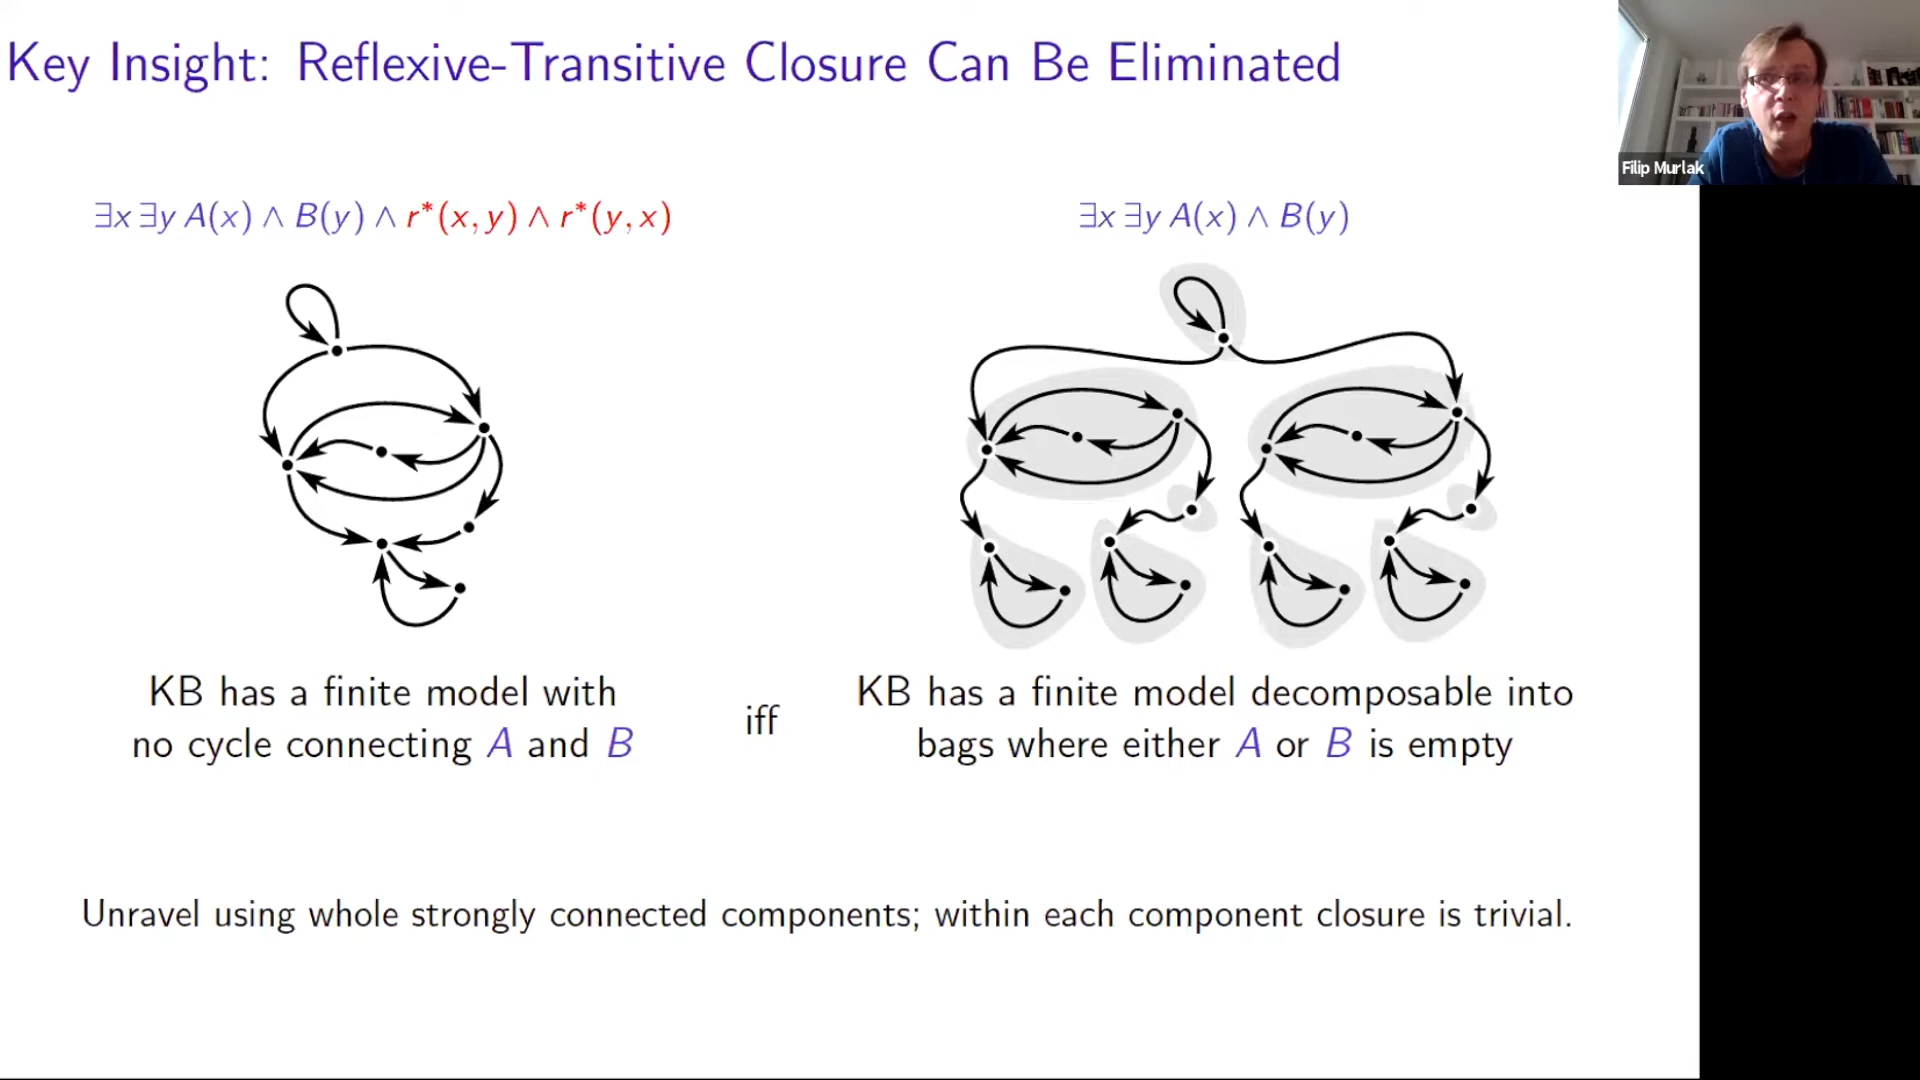 Key Insight: Reflexive-Transitive Closure Can Be Eliminated
Filip Murlak
∃x ∃y A(x) ∧ B(y) ∧ r*(x, y) ∧ r*(y, x)
∃x ∃y A(x) ∧ B(y)
KB has a finite model with
no cycle connecting A and B
iff
KB has a finite model decomposable into
bags where either A or B is empty
Unravel using whole strongly connected components; within each component closure is trivial.